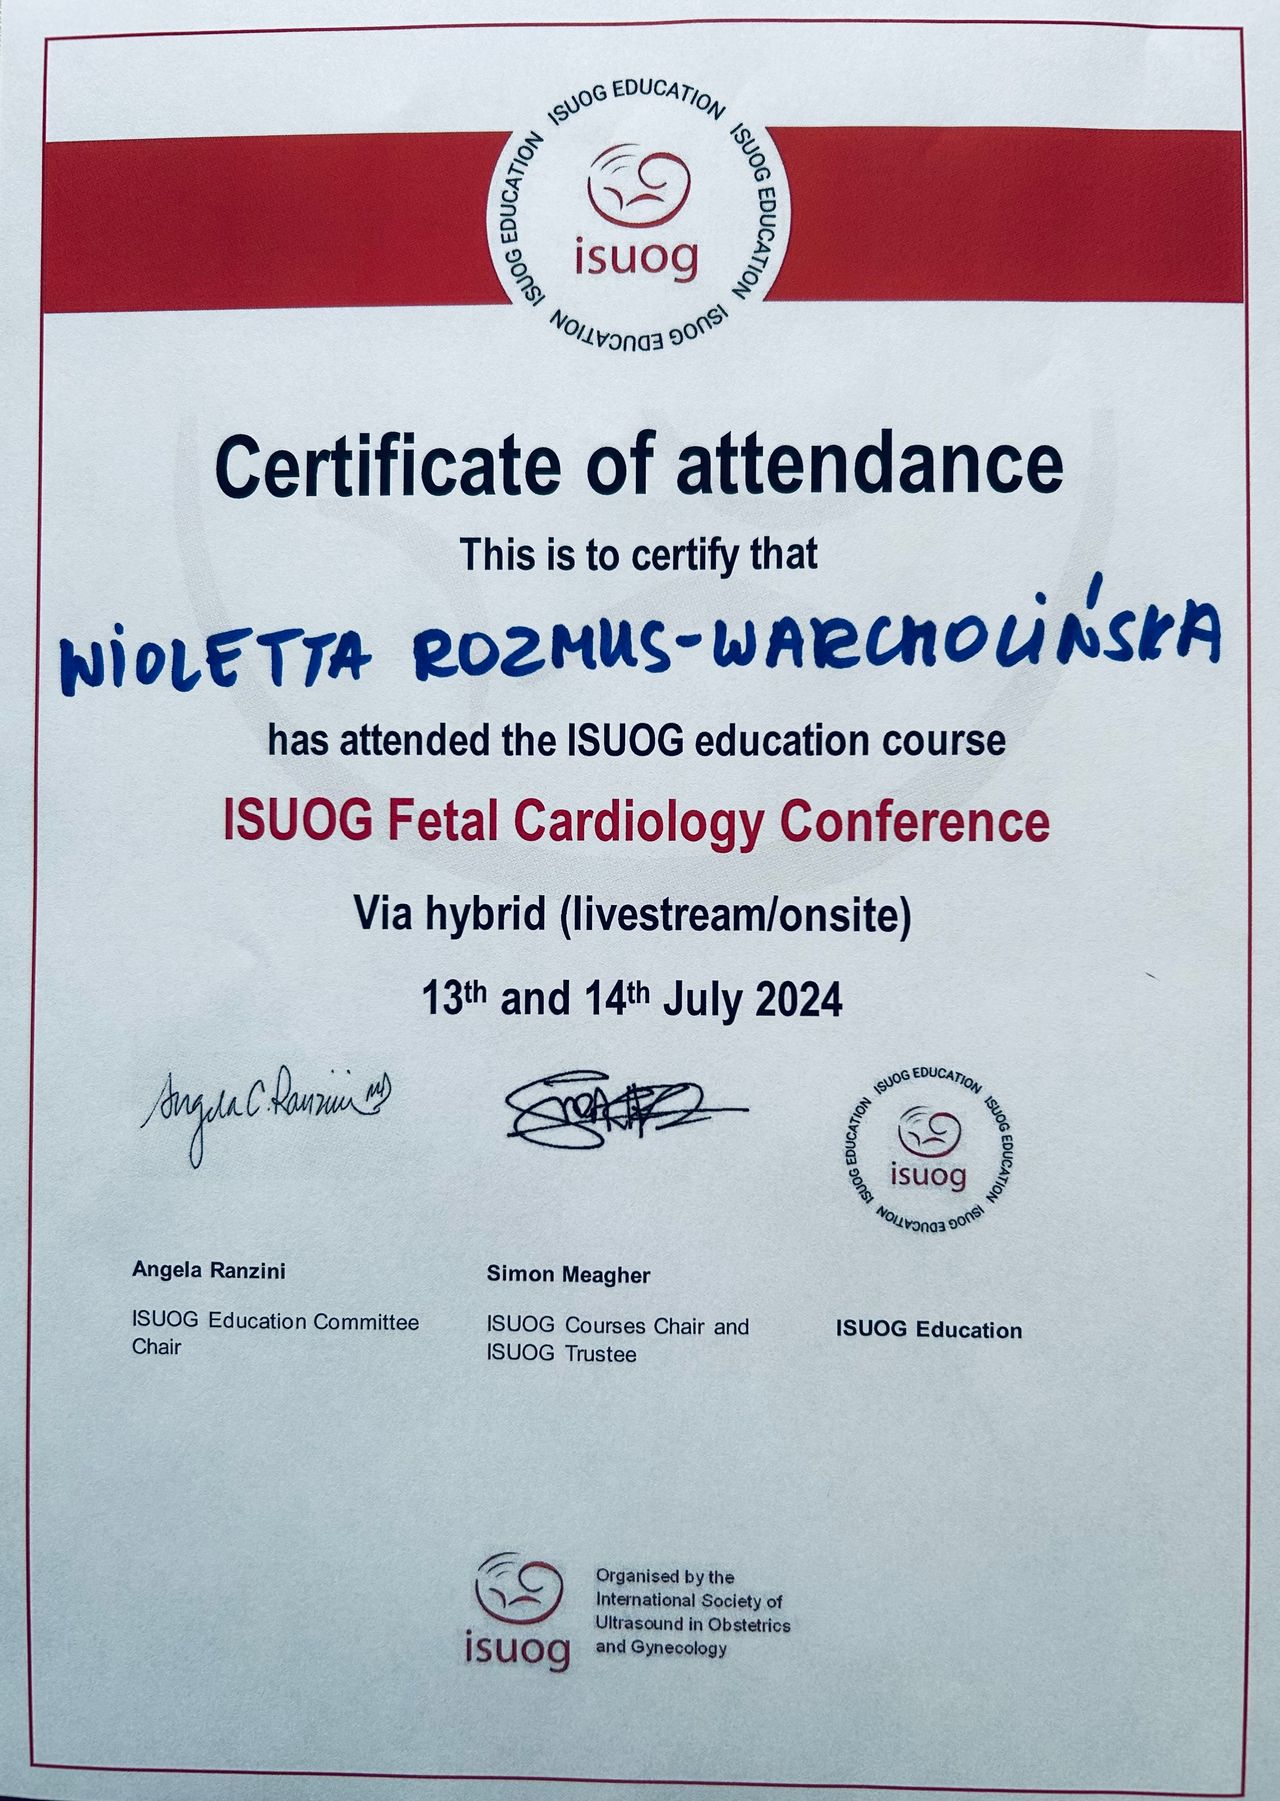 ISUOG EDUCATION ISUOG EDUCATION ISUOG EDUCATION ISUOG EDUCATION
isuog
Certificate of attendance
This is to certify that
WiOLETTA ROZMUS-WARCHOLIŃSKA
has attended the ISUOG education course
ISUOG Fetal Cardiology Conference
Via hybrid (livestream/onsite)
13th and 14th July 2024
Angela C. Ranzini MD
ISUOG EDUCATION ISUOG EDUCATION ISUOG EDUCATION ISUOG EDUCATION
isuog
Angela Ranzini
ISUOG Education Committee
Chair
Simon Meagher
ISUOG Courses Chair and
ISUOG Trustee
ISUOG Education
isuog
Organised by the
International Society of
Ultrasound in Obstetrics
and Gynecology